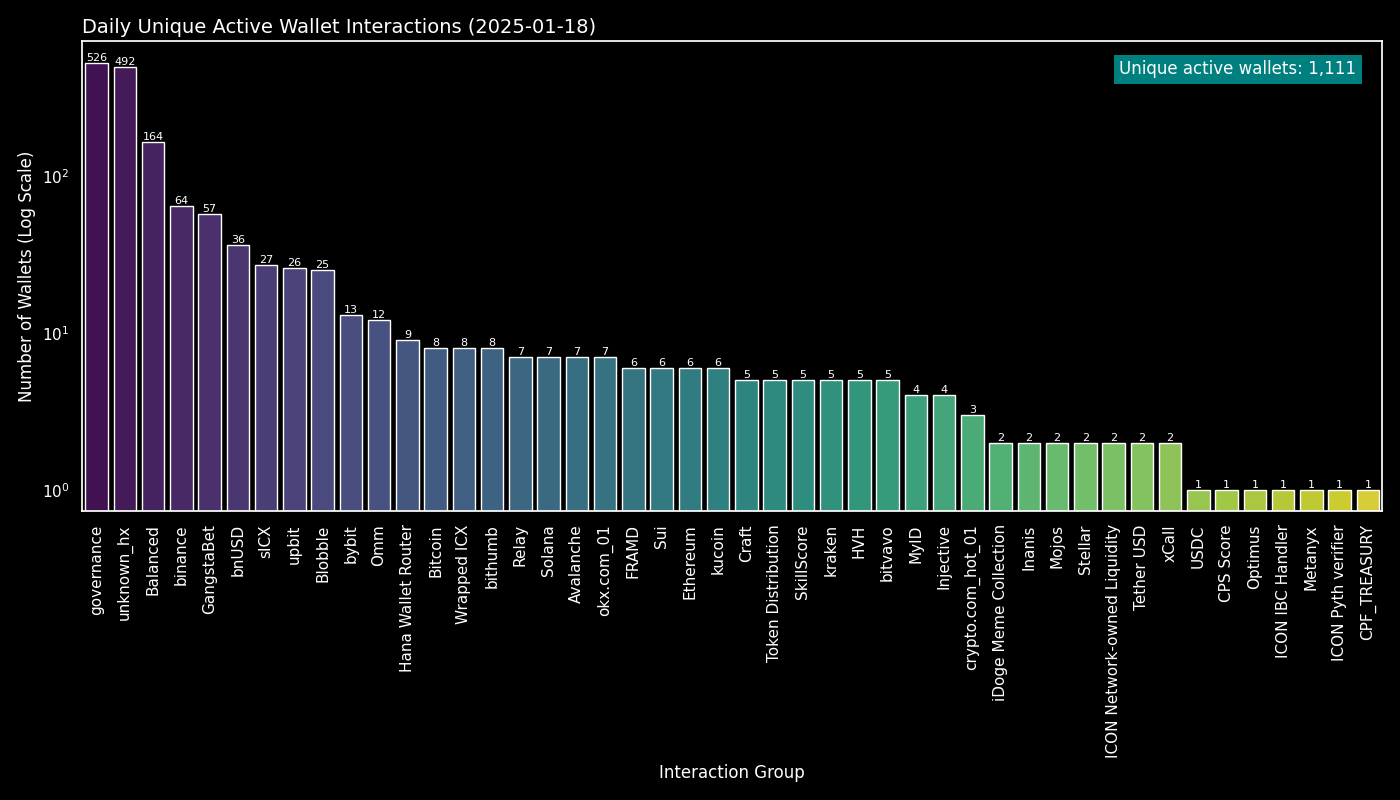 Daily Unique Active Wallet Interactions (2025-01-18)
Unique active wallets: 1,111
Number of Wallets (Log Scale)
10²
10¹
10⁰
526
492
164
64
57
36
27
26
25
13
12
9
8
8
8
7
7
7
7
6
6
6
6
5
5
5
5
5
5
4
4
3
2
2
2
2
2
2
2
1
1
1
1
1
1
1
governance
unknown_hx
Balanced
binance
GangstaBet
bnUSD
sICX
upbit
Blobble
bybit
Omm
Hana Wallet Router
Bitcoin
Wrapped ICX
bithumb
Relay
Solana
Avalanche
okx.com_01
FRAMD
Sui
Ethereum
kucoin
Craft
Token Distribution
SkillScore
kraken
HVH
bitvavo
MyID
Injective
crypto.com_hot_01
iDoge Meme Collection
Inanis
Mojos
Stellar
ICON Network-owned Liquidity
Tether USD
xCall
USDC
CPS Score
Optimus
ICON IBC Handler
Metanyx
ICON Pyth verifier
CPF_TREASURY
Interaction Group